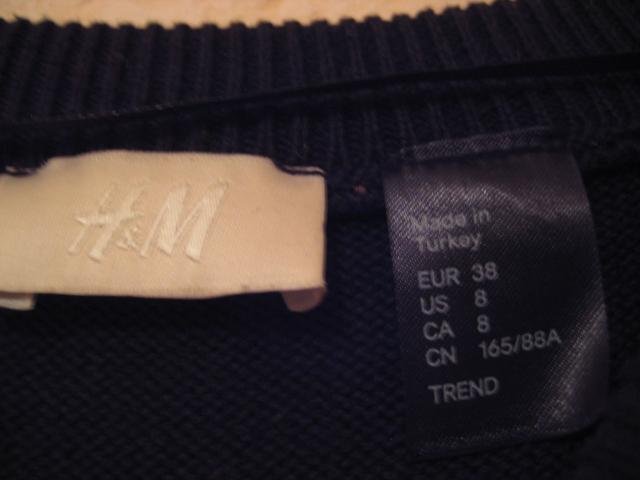 H&M
Made in
Turkey
EUR 38
US 8
CA 8
CN 165/88A
TREND